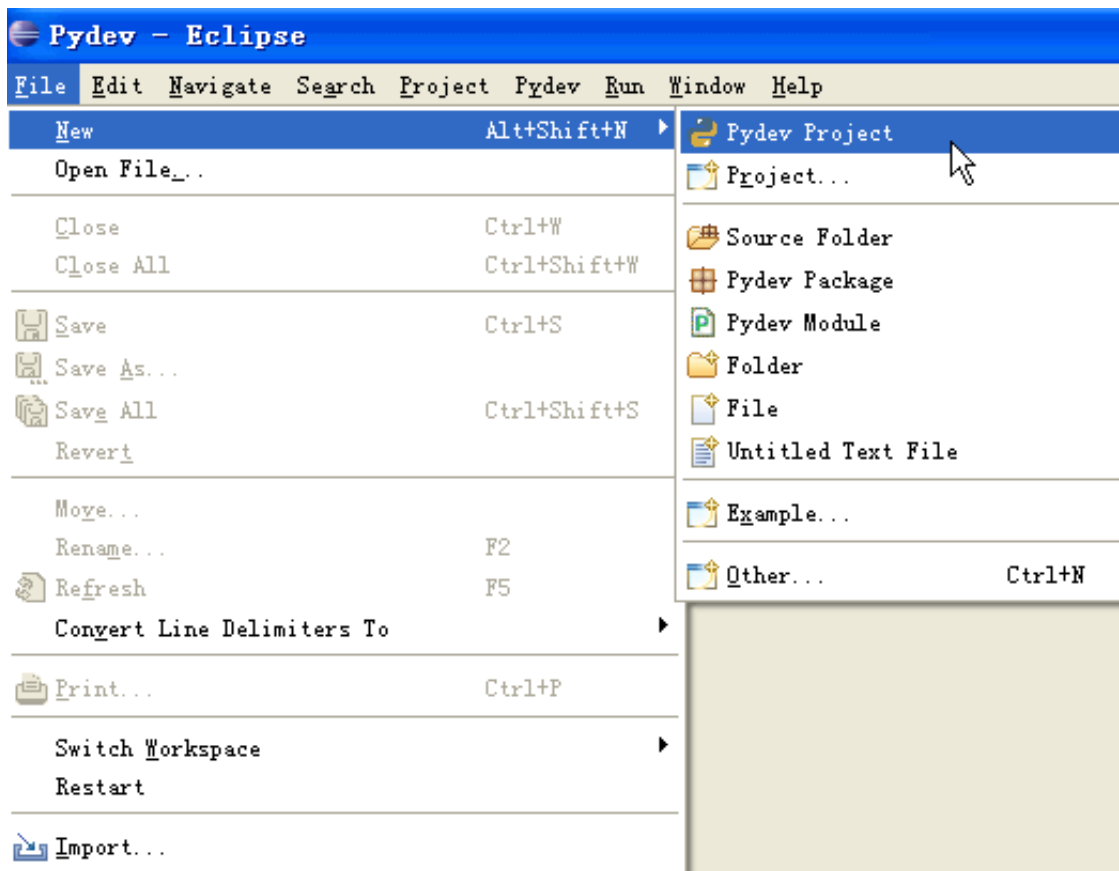 Pydev - Eclipse
File Edit Navigate Search Project Pydev Run Window Help
New Alt+Shift+N
Open File...
Close Ctrl+W
Close All Ctrl+Shift+W
Save Ctrl+S
Save As...
Save All Ctrl+Shift+S
Revert
Move...
Rename... F2
Refresh F5
Convert Line Delimiters To
Print... Ctrl+P
Switch Workspace
Restart
Import...
Pydev Project
Project...
Source Folder
Pydev Package
Pydev Module
Folder
File
Untitled Text File
Example...
Other... Ctrl+N